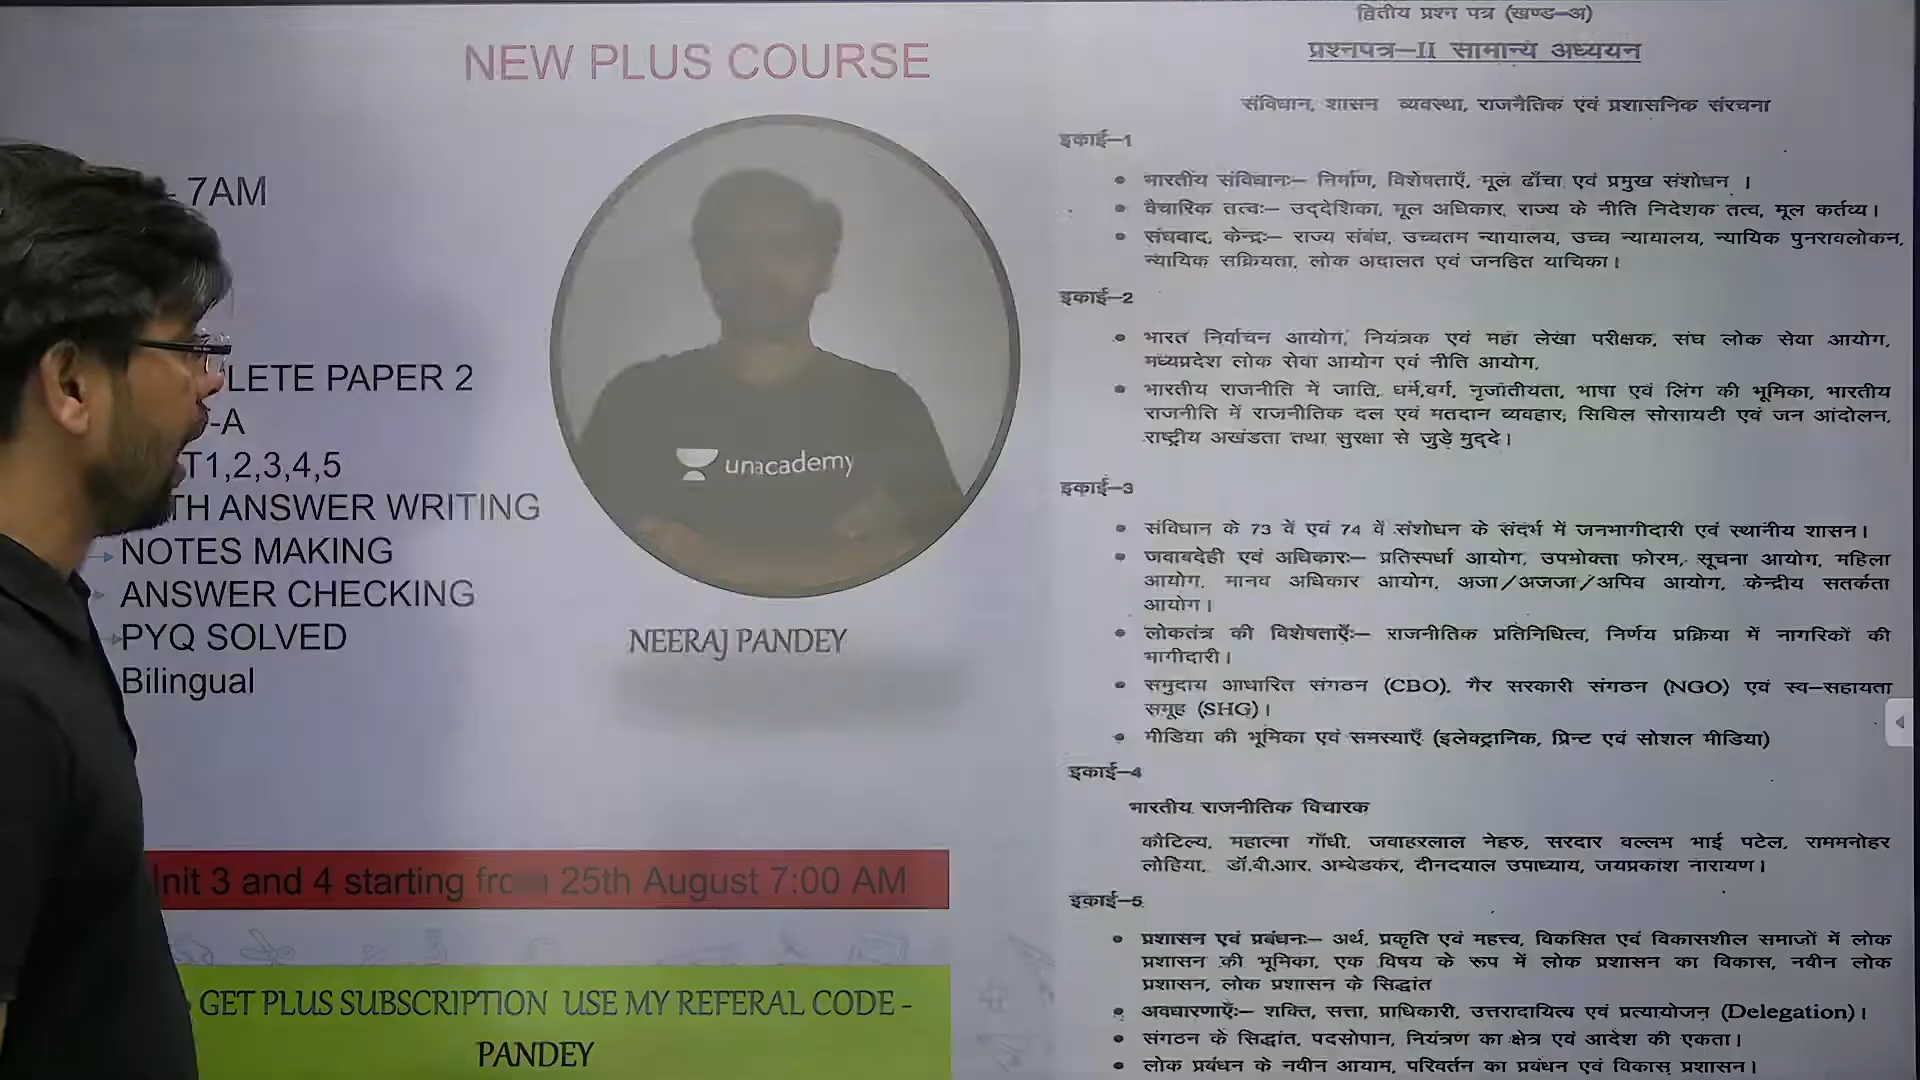 NEW PLUS COURSE
- 7AM
LETE PAPER 2
-A
T1,2,3,4,5
TH ANSWER WRITING
NOTES MAKING
ANSWER CHECKING
PYQ SOLVED
Bilingual
unacademy
NEERAJ PANDEY
nit 3 and 4 starting from 25th August 7:00 AM
GET PLUS SUBSCRIPTION USE MY REFERAL CODE -
PANDEY
द्वितीय प्रश्न पत्र (खण्ड–अ)
प्रश्नपत्र–II सामान्य अध्ययन
संविधान, शासन व्यवस्था, राजनैतिक एवं प्रशासनिक संरचना
इकाई–1
• भारतीय संविधानः– निर्माण, विशेषताएँ, मूल ढाँचा एवं प्रमुख संशोधन ।
• वैचारिक तत्वः– उद्देशिका, मूल अधिकार, राज्य के नीति निदेशक तत्व, मूल कर्तव्य।
• संघवाद, केन्द्रः– राज्य संबंध, उच्चतम न्यायालय, उच्च न्यायालय, न्यायिक पुनरावलोकन,
न्यायिक सक्रियता, लोक अदालत एवं जनहित याचिका।
इकाई–2
• भारत निर्वाचन आयोग, नियंत्रक एवं महा लेखा परीक्षक, संघ लोक सेवा आयोग,
मध्यप्रदेश लोक सेवा आयोग एवं नीति आयोग,
• भारतीय राजनीति में जाति, धर्म,वर्ग, नृजातीयता, भाषा एवं लिंग की भूमिका, भारतीय
राजनीति में राजनीतिक दल एवं मतदान व्यवहार, सिविल सोसायटी एवं जन आंदोलन,
राष्ट्रीय अखंडता तथा सुरक्षा से जुड़े मुद्दे।
इकाई–3
• संविधान के 73 वें एवं 74 वें संशोधन के संदर्भ में जनभागीदारी एवं स्थानीय शासन।
• जवाबदेही एवं अधिकारः– प्रतिस्पर्धा आयोग, उपभोक्ता फोरम, सूचना आयोग, महिला
आयोग, मानव अधिकार आयोग, अजा/अजजा/अपिव आयोग, केन्द्रीय सतर्कता
आयोग।
• लोकतंत्र की विशेषताएँः– राजनीतिक प्रतिनिधित्व, निर्णय प्रक्रिया में नागरिकों की
भागीदारी।
• समुदाय आधारित संगठन (CBO), गैर सरकारी संगठन (NGO) एवं स्व–सहायता
समूह (SHG)।
• मीडिया की भूमिका एवं समस्याएँ (इलेक्ट्रानिक, प्रिन्ट एवं सोशल मीडिया)
इकाई–4
भारतीय राजनीतिक विचारक
कौटिल्य, महात्मा गाँधी, जवाहरलाल नेहरु, सरदार वल्लभ भाई पटेल, राममनोहर
लोहिया, डॉ.बी.आर. अम्बेडकर, दीनदयाल उपाध्याय, जयप्रकाश नारायण।
इकाई–5
• प्रशासन एवं प्रबंधनः– अर्थ, प्रकृति एवं महत्त्व, विकसित एवं विकासशील समाजों में लोक
प्रशासन की भूमिका, एक विषय के रूप में लोक प्रशासन का विकास, नवीन लोक
प्रशासन, लोक प्रशासन के सिद्धांत
• अवधारणाएँः– शक्ति, सत्ता, प्राधिकारी, उत्तरादायित्व एवं प्रत्यायोजन (Delegation)।
• संगठन के सिद्धांत, पदसोपान, नियंत्रण का क्षेत्र एवं आदेश की एकता।
• लोक प्रबंधन के नवीन आयाम, परिवर्तन का प्रबंधन एवं विकास प्रशासन।